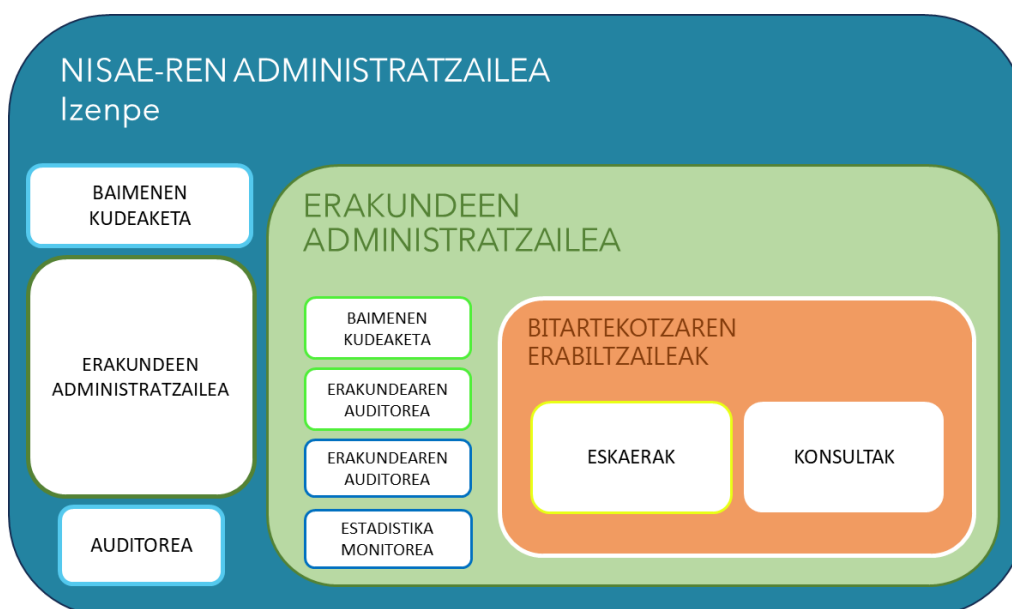 NISAE-REN ADMINISTRATZAILEA
Izenpe
BAIMENEN
KUDEAKETA
ERAKUNDEEN
ADMINISTRATZAILEA
AUDITOREA
ERAKUNDEEN
ADMINISTRATZAILEA
BAIMENEN
KUDEAKETA
ERAKUNDEAREN
AUDITOREA
ERAKUNDEAREN
AUDITOREA
ESTADISTIKA
MONITOREA
BITARTEKOTZAREN
ERABILTZAILEAK
ESKAERAK
KONSULTAK